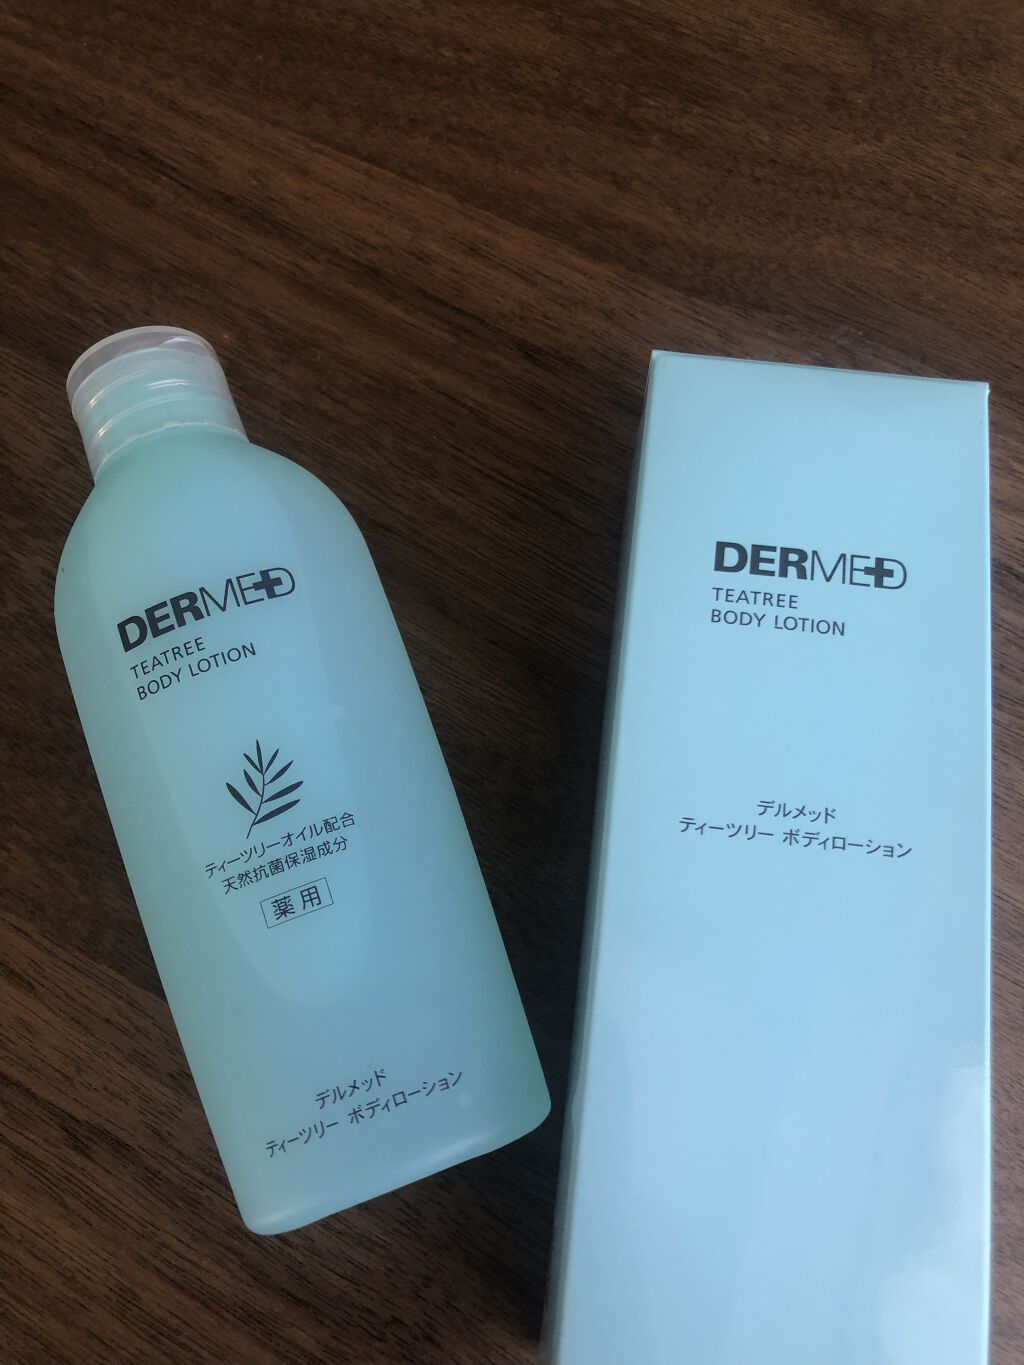 DERMED
TEATREE
BODY LOTION
ティーツリーオイル配合
天然抗菌保湿成分
薬用
デルメッド
ティーツリー ボディローション
DERMED
TEATREE
BODY LOTION
デルメッド
ティーツリー ボディローション